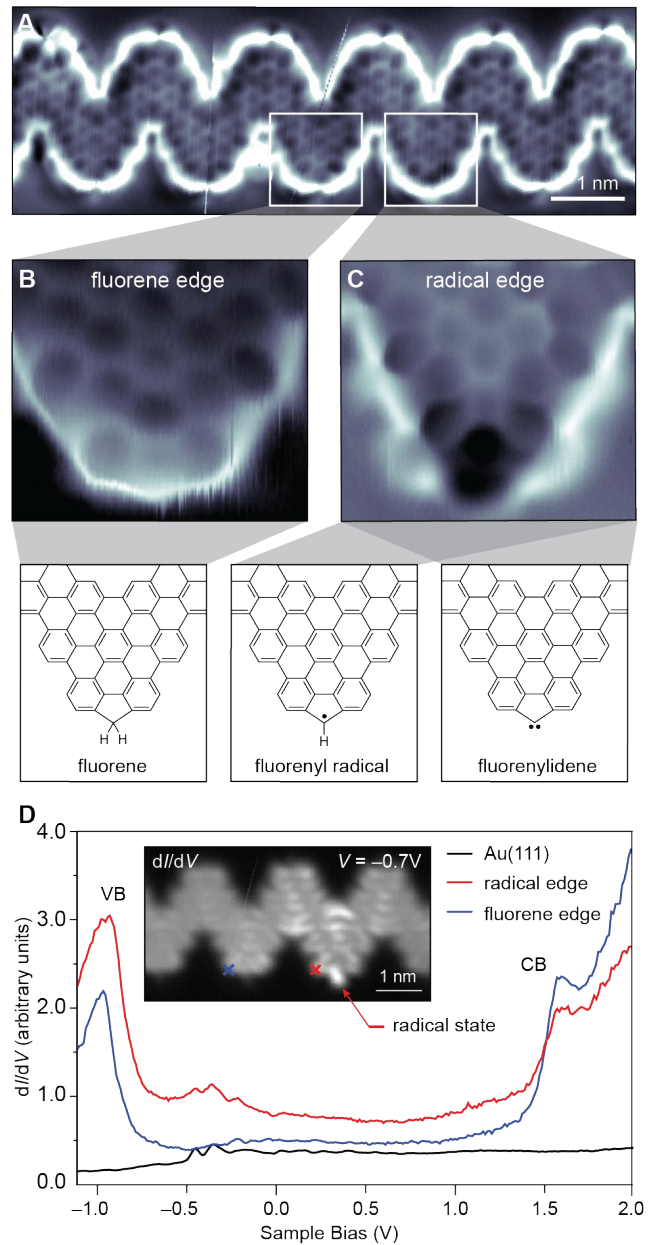 A
1 nm
B
fluorene edge
C
radical edge
H H
fluorene
H
fluorenyl radical
fluorenylidene
D
dI/dV
V = –0.7V
1 nm
radical state
Au(111)
radical edge
fluorene edge
VB
CB
dI/dV (arbitrary units)
4.0
3.0
2.0
1.0
0.0
–1.0 –0.5 0.0 0.5 1.0 1.5 2.0
Sample Bias (V)